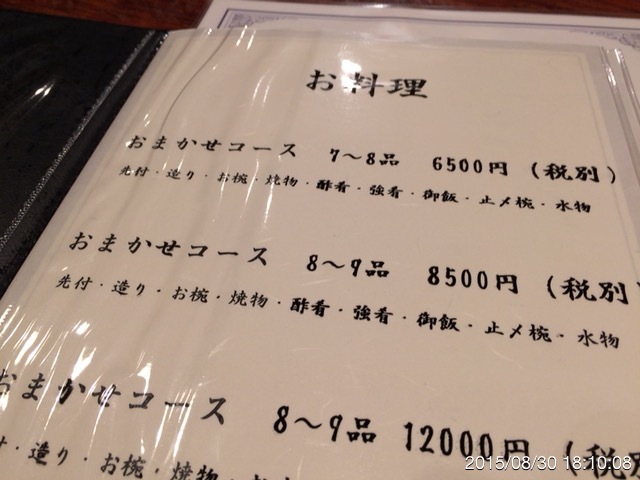 お料理
おまかせコース 7～8品 6500円（税別）
先付・造り・お椀・焼物・酢肴・強肴・御飯・止メ椀・水物
おまかせコース 8～9品 8500円（税別）
先付・造り・お椀・焼物・酢肴・強肴・御飯・止メ椀・水物
おまかせコース 8～9品 12000円（税別
・造り・お椀・焼物・
2015/08/30 18:10:08